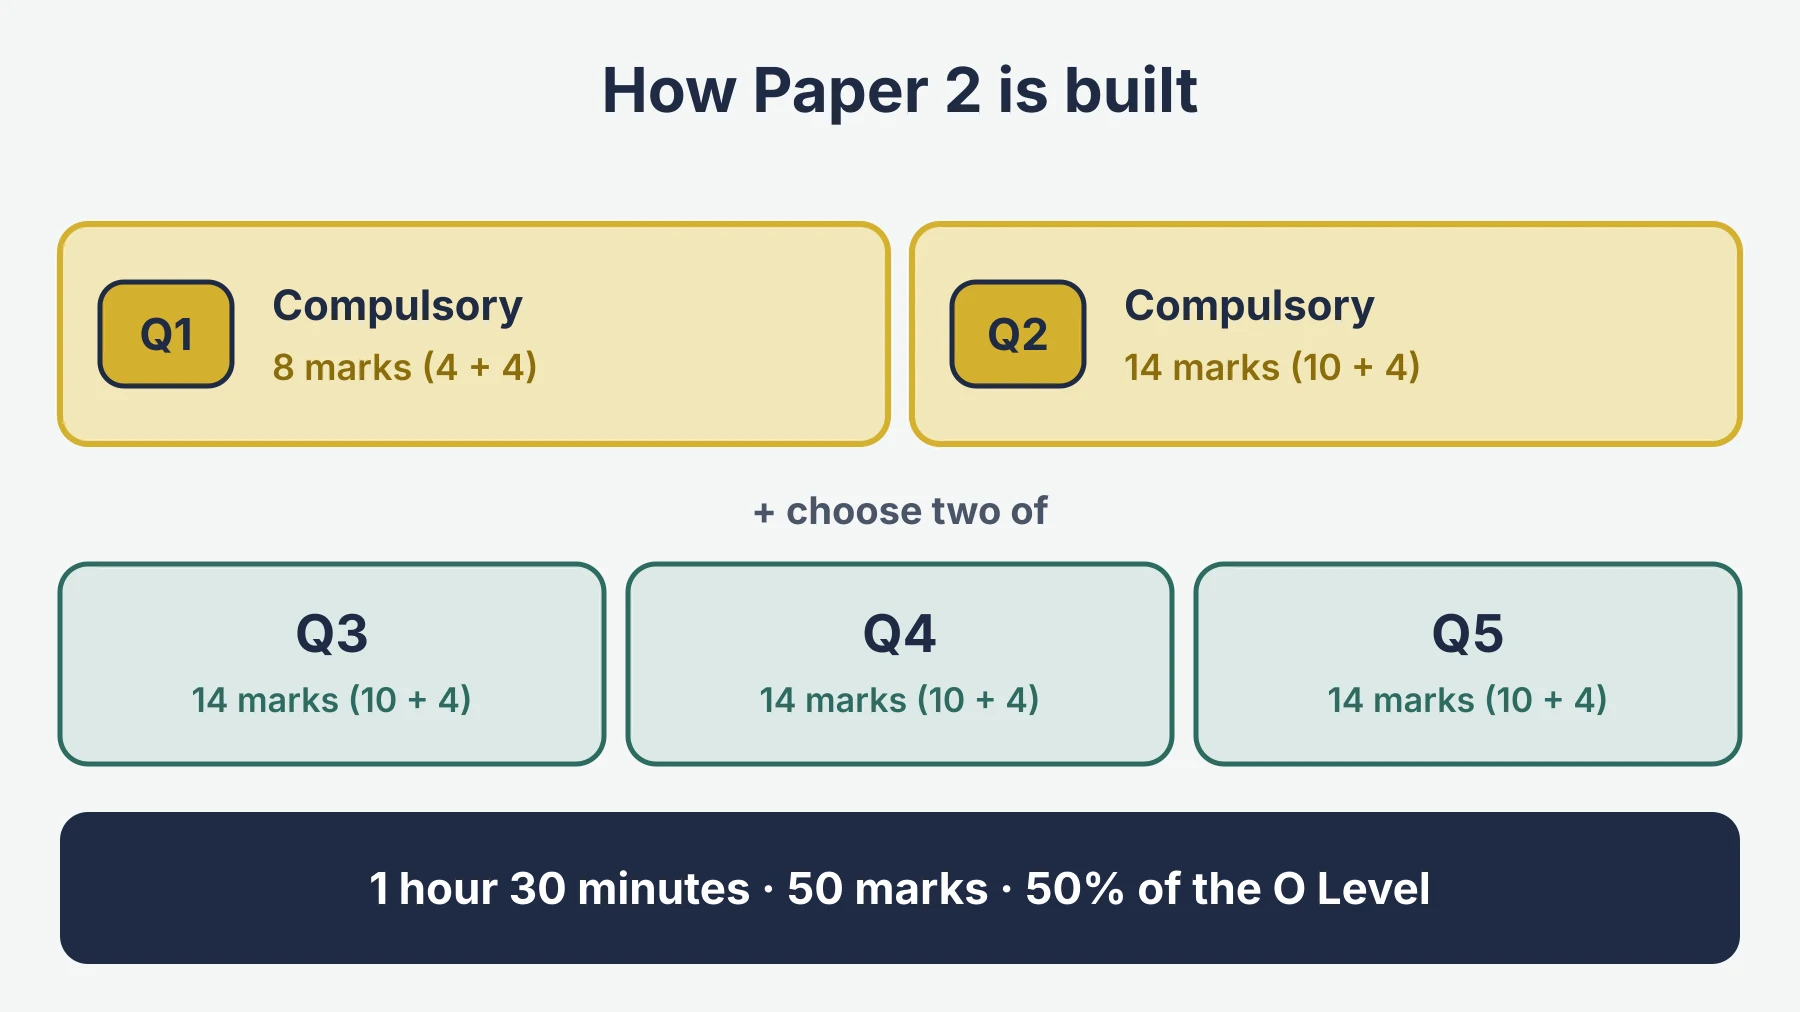 How Paper 2 is built
Q1
Compulsory
8 marks (4 + 4)
Q2
Compulsory
14 marks (10 + 4)
+ choose two of
Q3
14 marks (10 + 4)
Q4
14 marks (10 + 4)
Q5
14 marks (10 + 4)
1 hour 30 minutes · 50 marks · 50% of the O Level